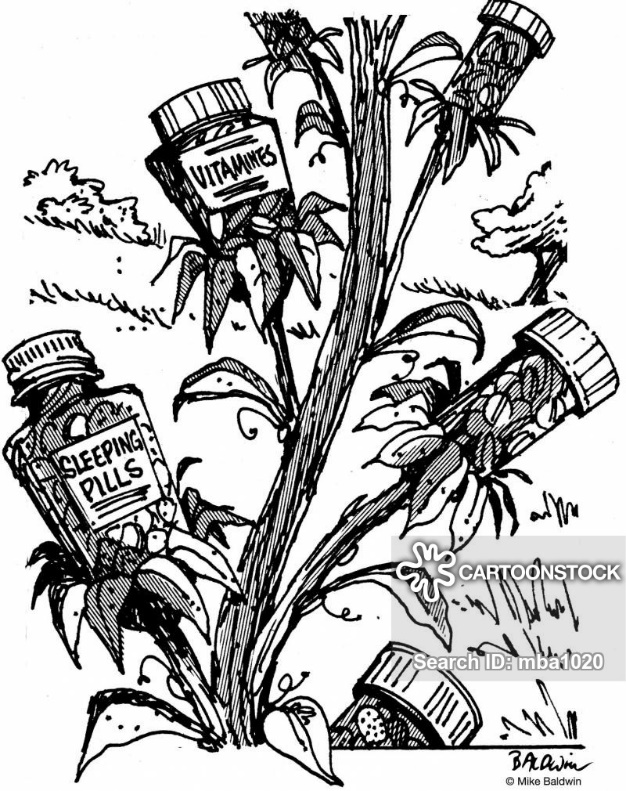 VITAMINES
SLEEPING
PILLS
CARTOONSTOCK
Search ID: mba1020
BALDWIN
© Mike Baldwin